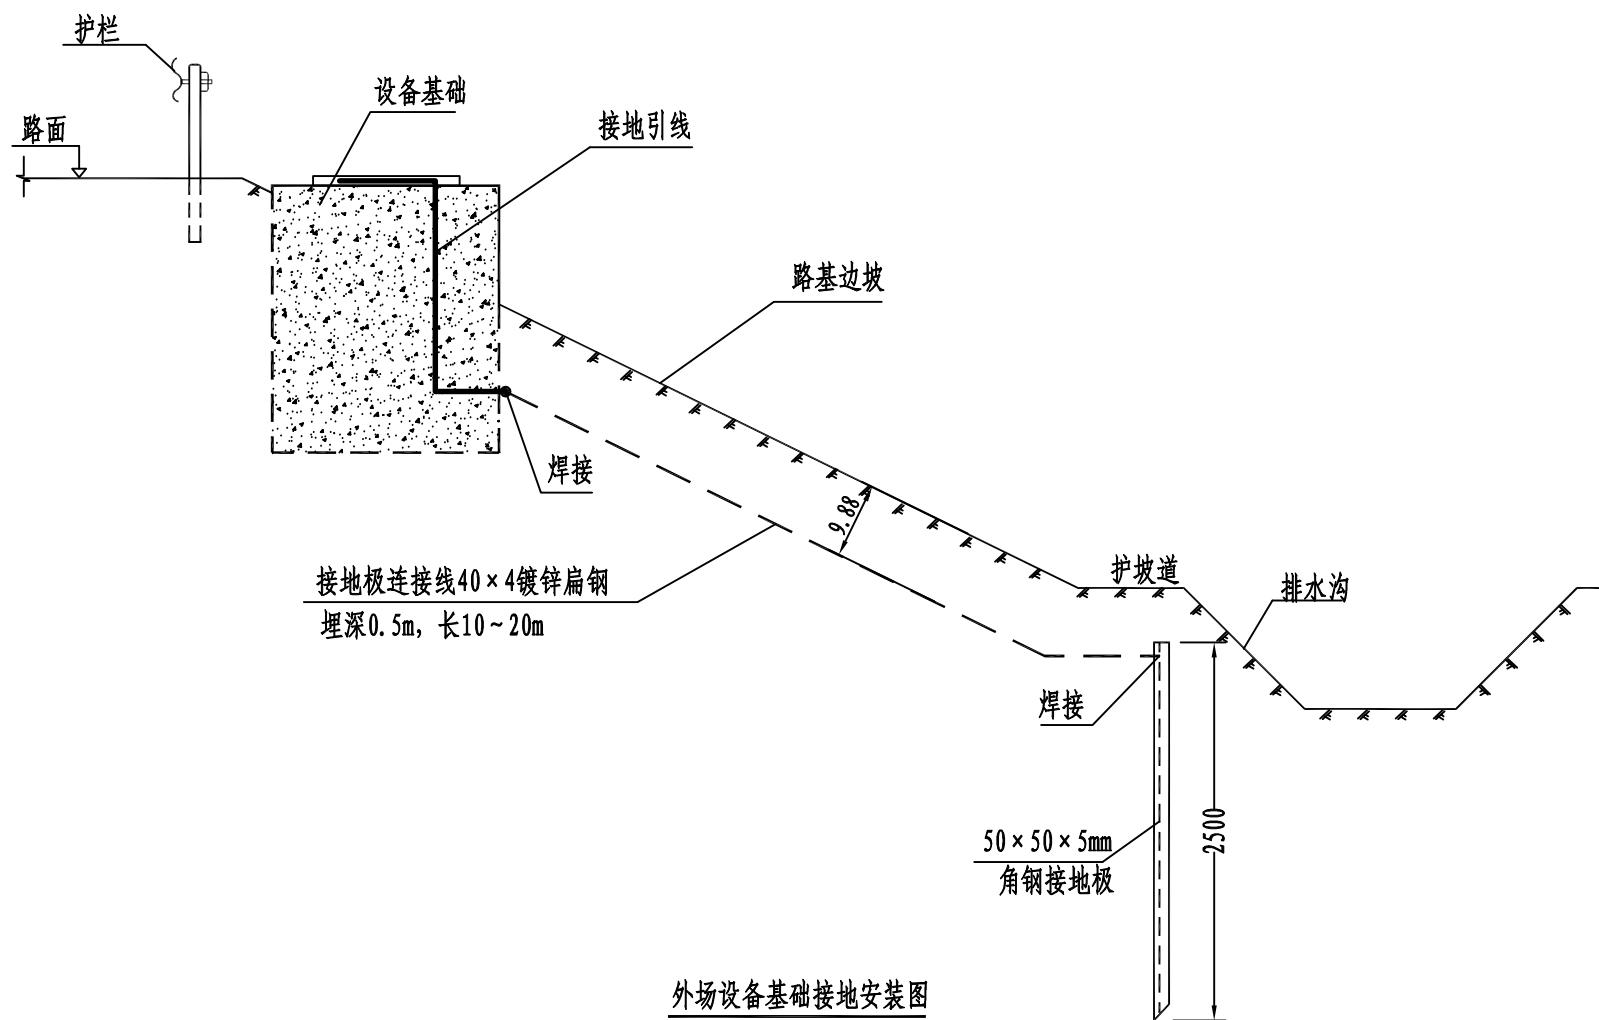 护栏
设备基础
接地引线
路面
路基边坡
焊接
9.88
护坡道
排水沟
接地极连接线40×4镀锌扁钢
埋深0.5m, 长10~20m
焊接
50×50×5mm
角钢接地极
2500
外场设备基础接地安装图